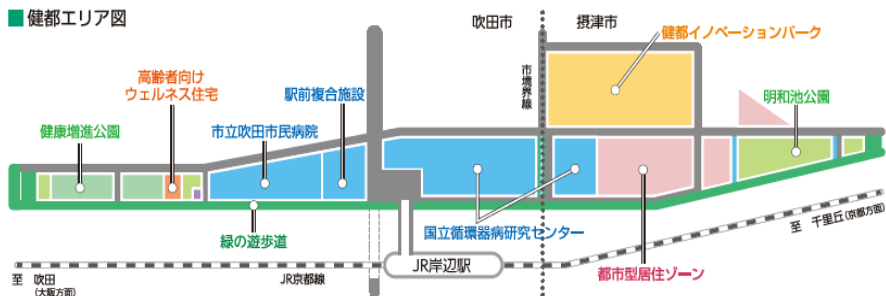 健都エリア図
吹田市
摂津市
健都イノベーションパーク
高齢者向け
ウェルネス住宅
駅前複合施設
市境界線
明和池公園
健康増進公園
市立吹田市民病院
緑の遊歩道
国立循環器病研究センター
至 千里丘(京都方面)
都市型居住ゾーン
至 吹田
(大阪方面)
JR京都線
JR岸辺駅